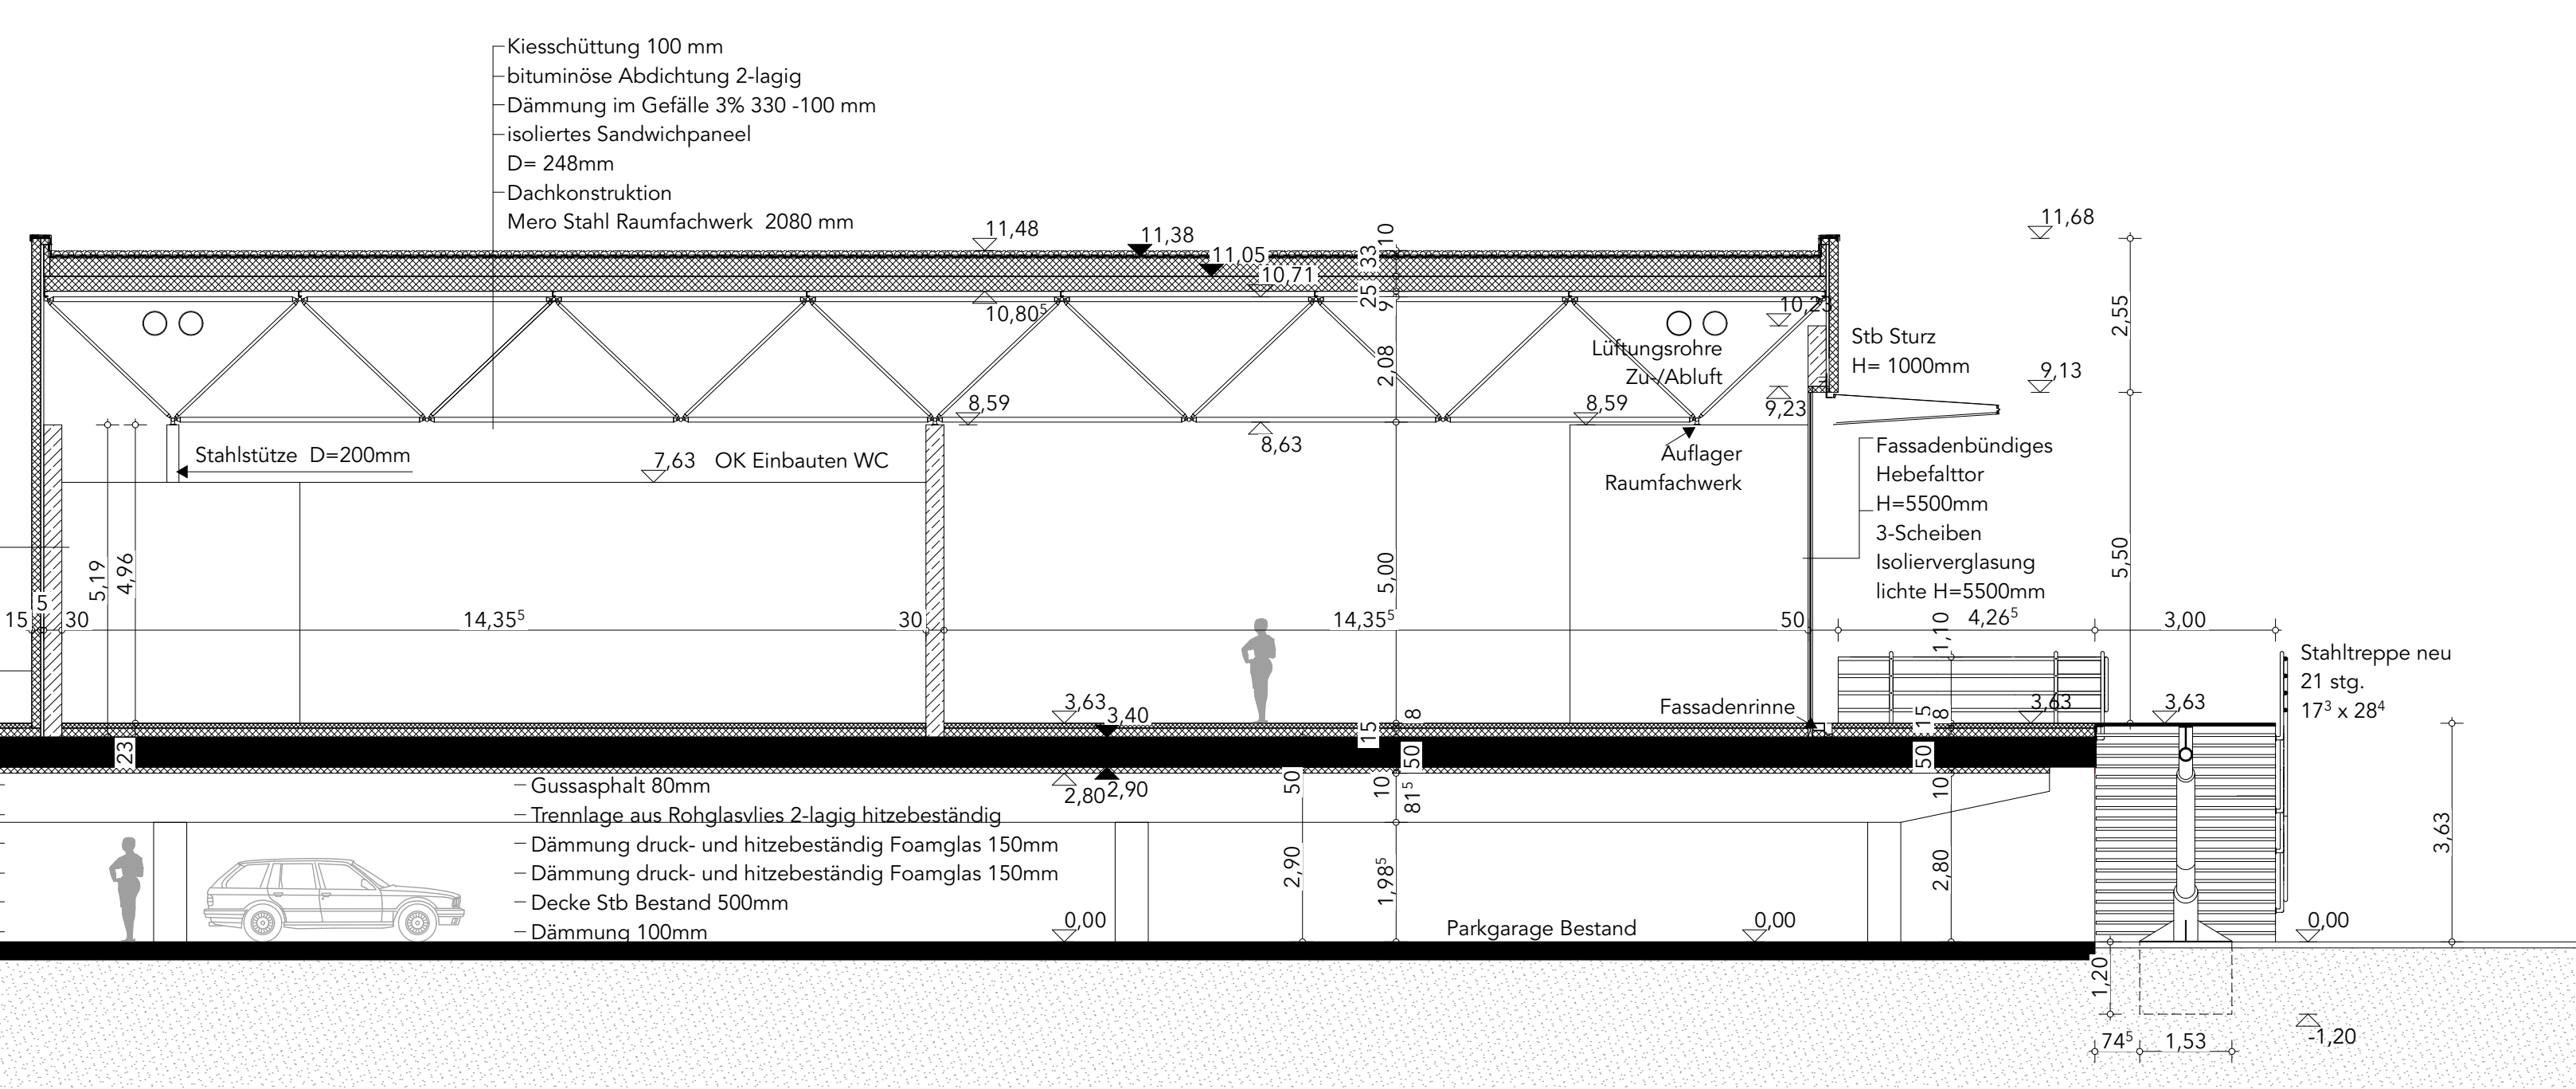 Kiesschüttung 100 mm
bituminöse Abdichtung 2-lagig
Dämmung im Gefälle 3% 330 -100 mm
isoliertes Sandwichpaneel
D= 248mm
Dachkonstruktion
Mero Stahl Raumfachwerk 2080 mm
11,48
11,38
11,05
10,71
10,80⁵
10
33
25
9
2,08
10,23
11,68
2,55
Stb Sturz
H= 1000mm
9,13
Lüftungsrohre
Zu-/Abluft
8,59
8,59
9,23
8,63
Stahlstütze D=200mm
7,63 OK Einbauten WC
Auflager
Raumfachwerk
Fassadenbündiges
Hebefalttor
H=5500mm
3-Scheiben
Isolierverglasung
lichte H=5500mm
5,19
4,96
5,00
5,50
15
5
30
14,35⁵
30
14,35⁵
50
1,10
4,26⁵
3,00
Stahltreppe neu
21 stg.
17³ x 28⁴
Fassadenrinne
3,63
3,40
15
8
15
8
3,63
3,63
23
50
50
Gussasphalt 80mm
Trennlage aus Rohglasvlies 2-lagig hitzebeständig
Dämmung druck- und hitzebeständig Foamglas 150mm
Dämmung druck- und hitzebeständig Foamglas 150mm
Decke Stb Bestand 500mm
Dämmung 100mm
2,80
2,90
50
10
81⁵
10
2,90
1,98⁵
2,80
3,63
0,00
Parkgarage Bestand
0,00
0,00
1,20
-1,20
74⁵
1,53